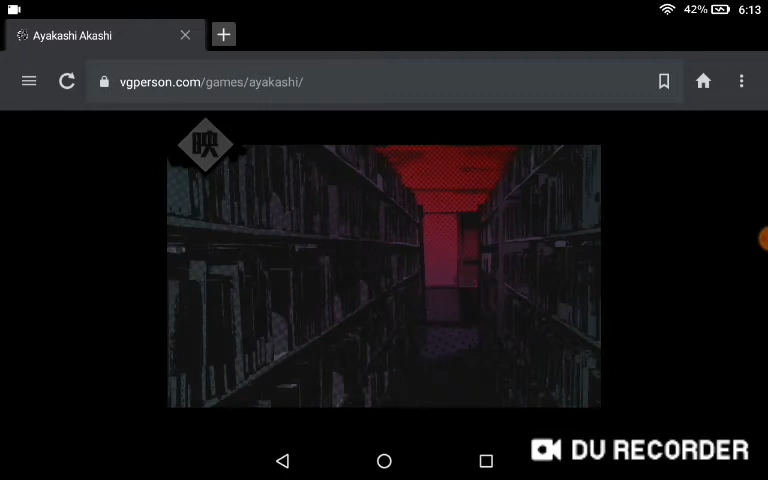 42% 6:13
Ayakashi Akashi
vgperson.com/games/ayakashi/
映
DU RECORDER